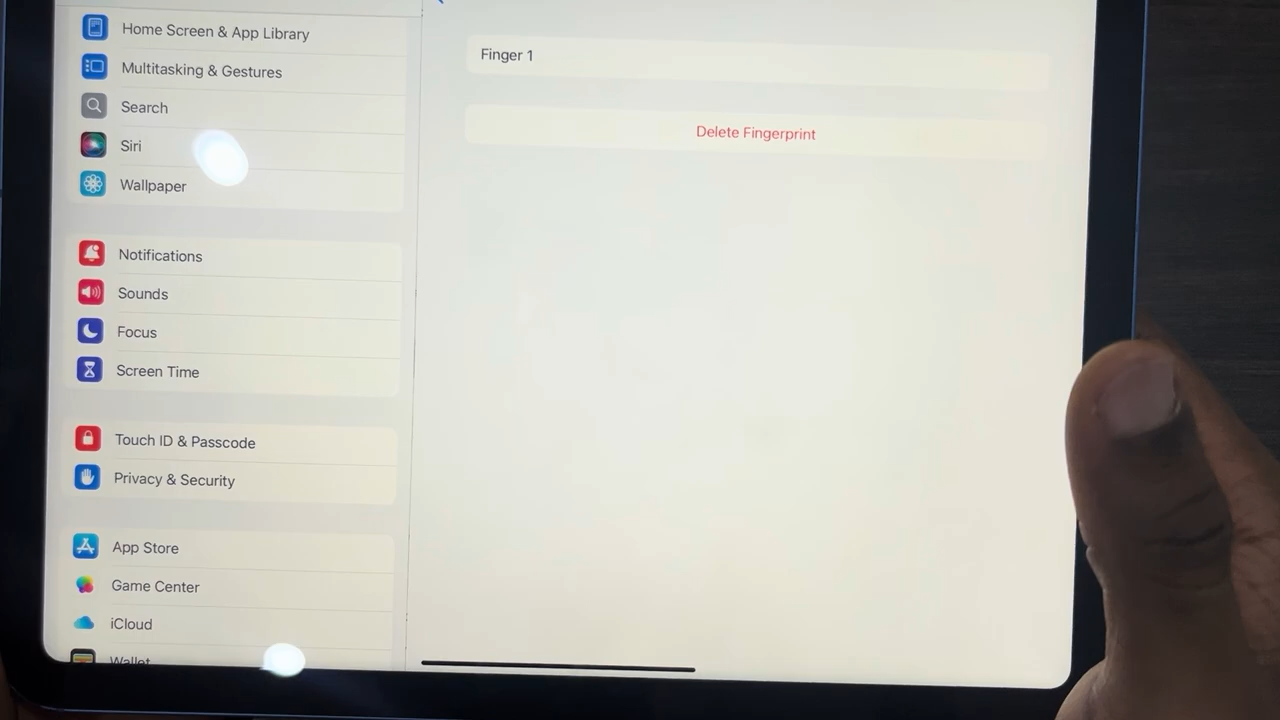 Home Screen & App Library
Multitasking & Gestures
Search
Siri
Wallpaper
Notifications
Sounds
Focus
Screen Time
Touch ID & Passcode
Privacy & Security
App Store
Game Center
iCloud
Wallet
Finger 1
Delete Fingerprint